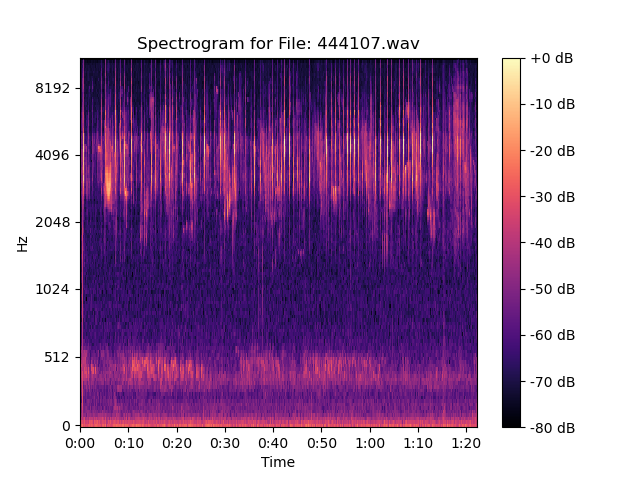 Spectrogram for File: 444107.wav
8192
4096
2048
1024
512
0
Hz
0:00 0:10 0:20 0:30 0:40 0:50 1:00 1:10 1:20
Time
+0 dB
-10 dB
-20 dB
-30 dB
-40 dB
-50 dB
-60 dB
-70 dB
-80 dB